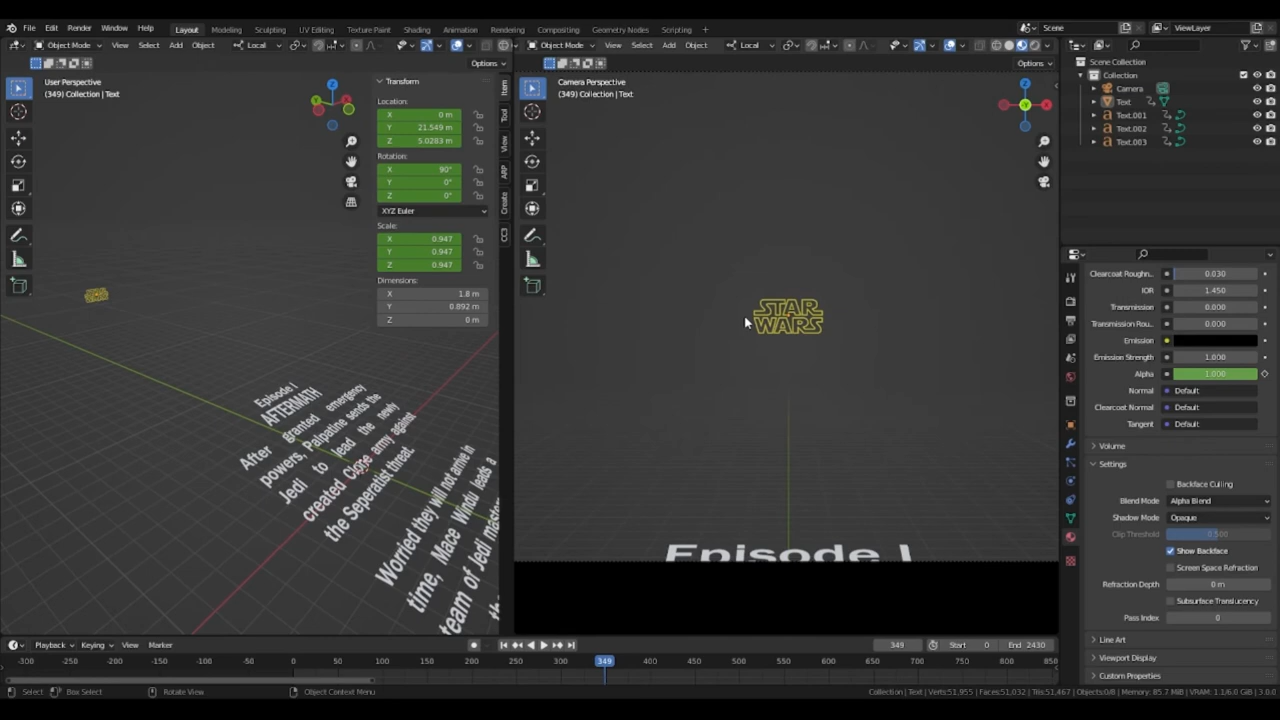 File Edit Render Window Help Layout Modeling Sculpting UV Editing Texture Paint Shading Animation Rendering Compositing Geometry Nodes Scripting + Scene ViewLayer
Object Mode View Select Add Object Local Object Mode View Select Add Object Local
Options Options Scene Collection
User Perspective Transform Camera Perspective Collection
(349) Collection | Text (349) Collection | Text Camera
Location: Text
X 0 m Text.001
Y 21.549 m Text.002
Z 5.0283 m Text.003
Rotation:
X 90°
Y 0°
Z 0°
XYZ Euler
Scale:
X 0.947
Y 0.947
Z 0.947
Dimensions:
X 1.8 m
Y 0.892 m
Z 0 m
Item
Tool
View
ARP
Create
CC3
STAR
WARS
Episode I
AFTERMATH
After granted emergency
powers, Palpatine sends the
Jedi to lead the newly
created Clone army against
the Seperatist threat.
Worried they will not arrive in
time, Mace Windu leads a
team of Jedi
Episode I
Clearcoat Roughn.. 0.030
IOR 1.450
Transmission 0.000
Transmission Rou.. 0.000
Emission
Emission Strength 1.000
Alpha 1.000
Normal Default
Clearcoat Normal Default
Tangent Default
Volume
Settings
Backface Culling
Blend Mode Alpha Blend
Shadow Mode Opaque
Clip Threshold 0.500
Show Backface
Screen Space Refraction
Refraction Depth 0 m
Subsurface Translucency
Pass Index 0
Line Art
Viewport Display
Custom Properties
Playback Keying View Marker 349 Start 0 End 2430
-300 -250 -200 -150 -100 -50 0 50 100 150 200 250 300 349 400 450 500 550 600 650 700 750 800 850
Select Box Select Rotate View Object Context Menu Collection | Text | Verts:51,955 | Faces:51,032 | Tris:51,467 | Objects:0/8 | Memory: 85.7 MiB | VRAM: 1.1/6.0 GiB | 3.0.0